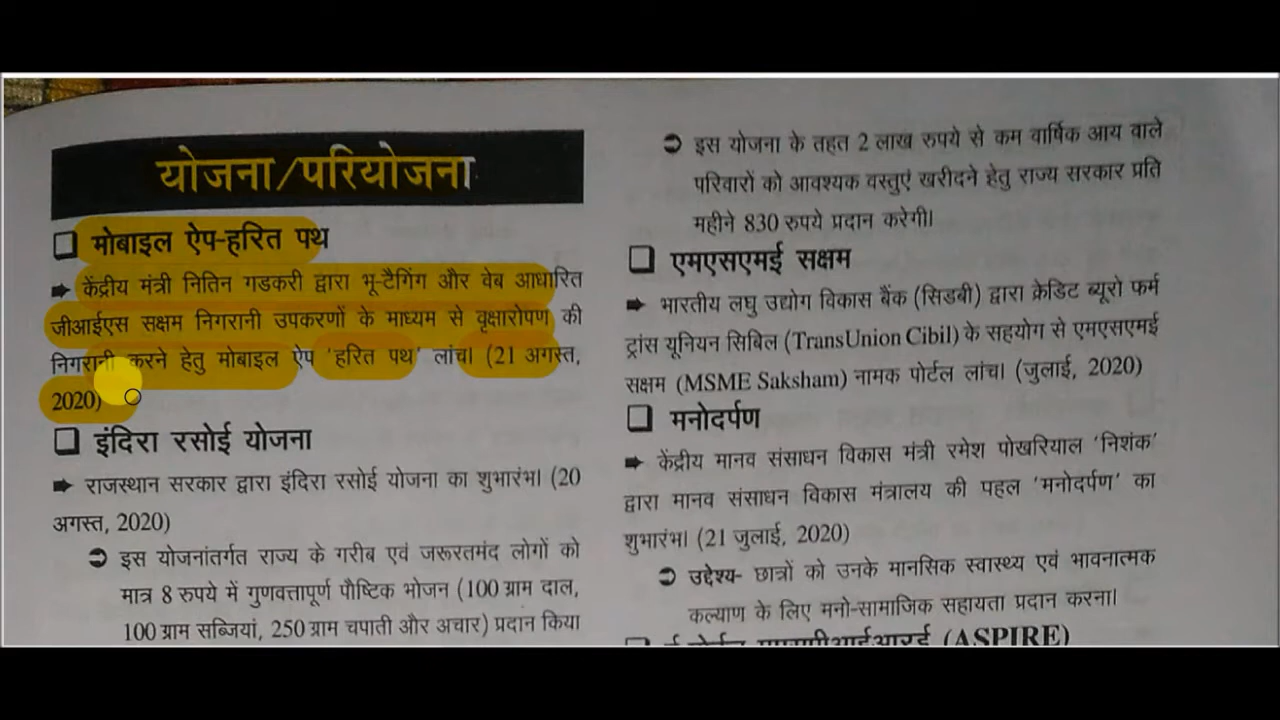 योजना/परियोजना
❑ मोबाइल ऐप-हरित पथ
➡ केंद्रीय मंत्री नितिन गडकरी द्वारा भू-टैगिंग और वेब आधारित
जीआईएस सक्षम निगरानी उपकरणों के माध्यम से वृक्षारोपण की
निगरानी करने हेतु मोबाइल ऐप 'हरित पथ' लांच। (21 अगस्त,
2020)
❑ इंदिरा रसोई योजना
➡ राजस्थान सरकार द्वारा इंदिरा रसोई योजना का शुभारंभ। (20
अगस्त, 2020)
➲ इस योजनांतर्गत राज्य के गरीब एवं जरूरतमंद लोगों को
मात्र 8 रुपये में गुणवत्तापूर्ण पौष्टिक भोजन (100 ग्राम दाल,
100 ग्राम सब्जियां, 250 ग्राम चपाती और अचार) प्रदान किया
➲ इस योजना के तहत 2 लाख रुपये से कम वार्षिक आय वाले
परिवारों को आवश्यक वस्तुएं खरीदने हेतु राज्य सरकार प्रति
महीने 830 रुपये प्रदान करेगी।
❑ एमएसएमई सक्षम
➡ भारतीय लघु उद्योग विकास बैंक (सिडबी) द्वारा क्रेडिट ब्यूरो फर्म
ट्रांस यूनियन सिबिल (TransUnion Cibil) के सहयोग से एमएसएमई
सक्षम (MSME Saksham) नामक पोर्टल लांच। (जुलाई, 2020)
❑ मनोदर्पण
➡ केंद्रीय मानव संसाधन विकास मंत्री रमेश पोखरियाल 'निशंक'
द्वारा मानव संसाधन विकास मंत्रालय की पहल 'मनोदर्पण' का
शुभारंभ। (21 जुलाई, 2020)
➲ उद्देश्य- छात्रों को उनके मानसिक स्वास्थ्य एवं भावनात्मक
कल्याण के लिए मनो-सामाजिक सहायता प्रदान करना।
(ASPIRE)